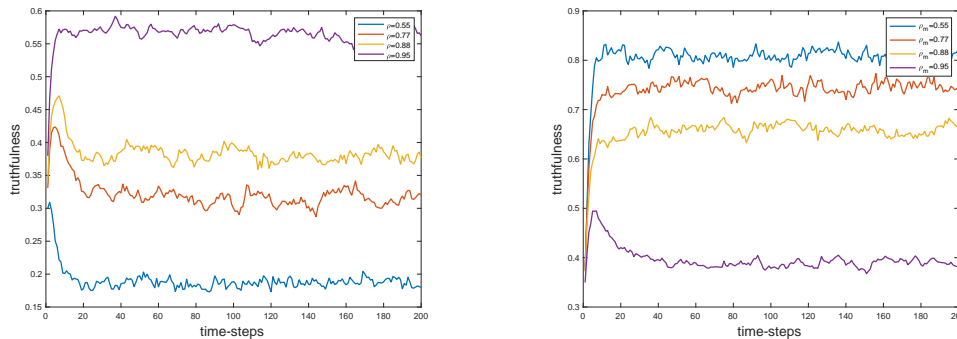 0.6
0.55
0.5
0.45
0.4
0.35
0.3
0.25
0.2
0.15
0 20 40 60 80 100 120 140 160 180 200
truthfulness
time-steps
ρ=0.55
ρ=0.77
ρ=0.88
ρ=0.95
0.9
0.8
0.7
0.6
0.5
0.4
0.3
0 20 40 60 80 100 120 140 160 180 200
truthfulness
time-steps
ρm=0.55
ρm=0.77
ρm=0.88
ρm=0.95